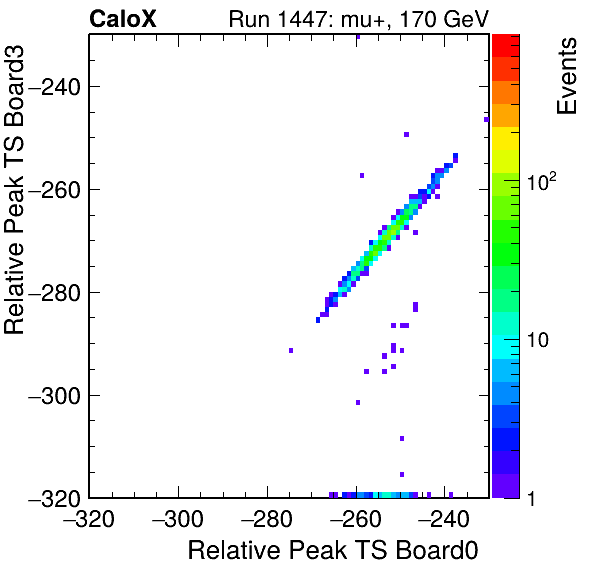 CaloX Run 1447: mu+, 170 GeV
Relative Peak TS Board3
−240
−260
−280
−300
−320
−320 −300 −280 −260 −240
Relative Peak TS Board0
Events
10²
10
1